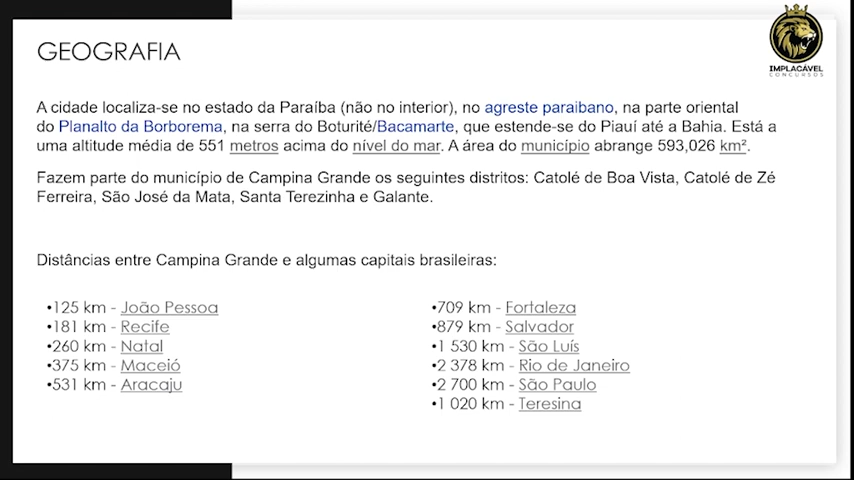 IMPLACÁVEL
CONCURSOS
GEOGRAFIA
A cidade localiza-se no estado da Paraíba (não no interior), no agreste paraibano, na parte oriental
do Planalto da Borborema, na serra do Boturité/Bacamarte, que estende-se do Piauí até a Bahia. Está a
uma altitude média de 551 metros acima do nível do mar. A área do município abrange 593,026 km².
Fazem parte do município de Campina Grande os seguintes distritos: Catolé de Boa Vista, Catolé de Zé
Ferreira, São José da Mata, Santa Terezinha e Galante.
Distâncias entre Campina Grande e algumas capitais brasileiras:
•125 km - João Pessoa
•181 km - Recife
•260 km - Natal
•375 km - Maceió
•531 km - Aracaju
•709 km - Fortaleza
•879 km - Salvador
•1 530 km - São Luís
•2 378 km - Rio de Janeiro
•2 700 km - São Paulo
•1 020 km - Teresina